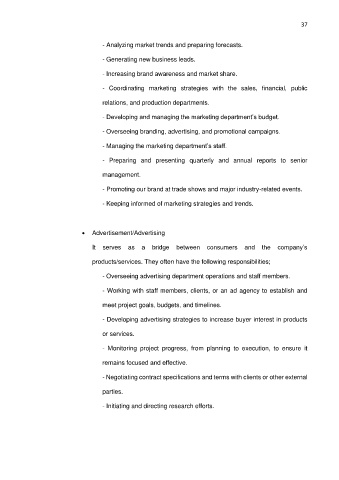 37
- Analyzing market trends and preparing forecasts.
- Generating new business leads.
- Increasing brand awareness and market share.
- Coordinating marketing strategies with the sales, financial, public
relations, and production departments.
- Developing and managing the marketing department's budget.
- Overseeing branding, advertising, and promotional campaigns.
- Managing the marketing department's staff.
- Preparing and presenting quarterly and annual reports to senior
management.
- Promoting our brand at trade shows and major industry-related events.
- Keeping informed of marketing strategies and trends.
• Advertisement/Advertising
It serves as a bridge between consumers and the company's
products/services. They often have the following responsibilities;
- Overseeing advertising department operations and staff members.
- Working with staff members, clients, or an ad agency to establish and
meet project goals, budgets, and timelines.
- Developing advertising strategies to increase buyer interest in products
or services.
- Monitoring project progress, from planning to execution, to ensure it
remains focused and effective.
- Negotiating contract specifications and terms with clients or other external
parties.
- Initiating and directing research efforts.